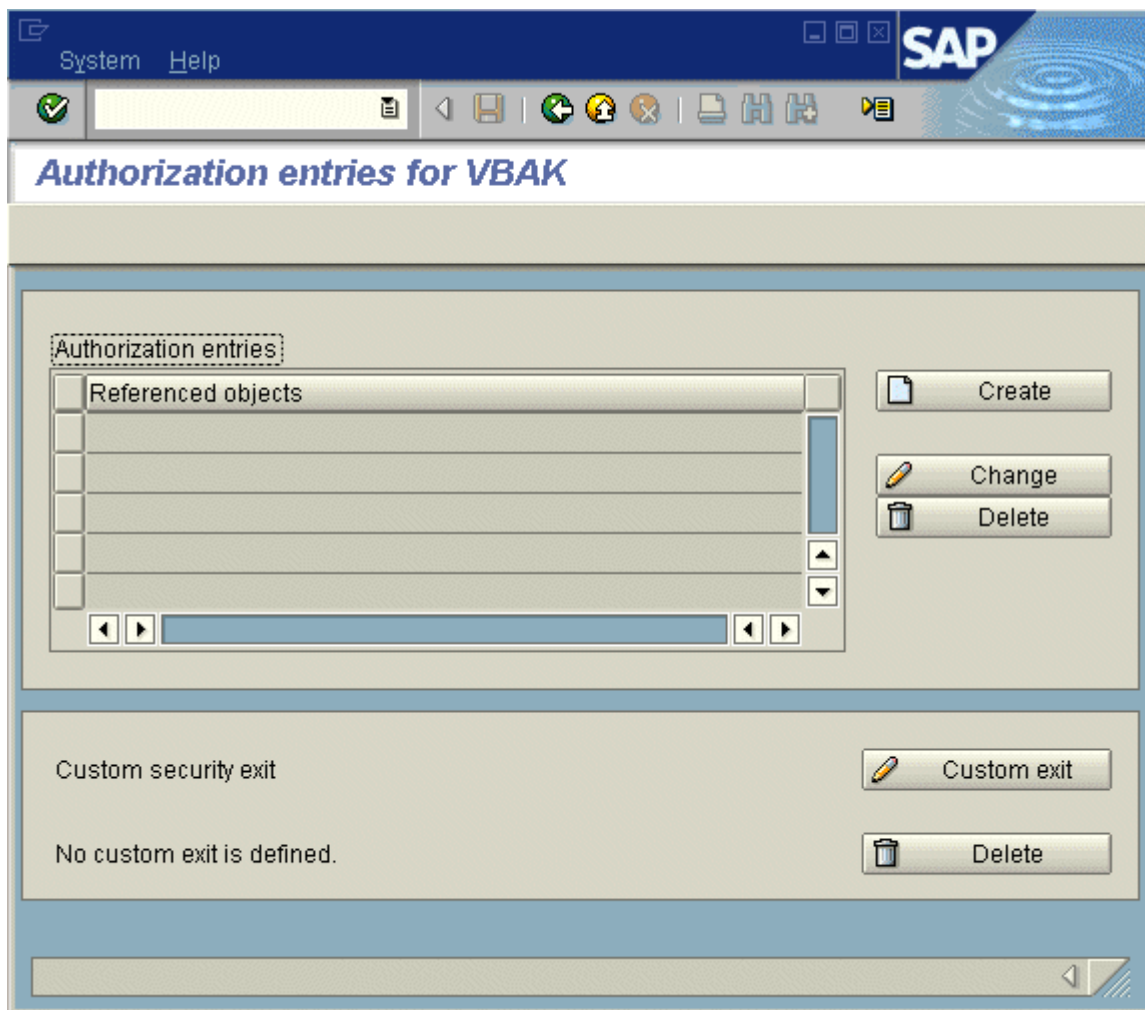 System Help
SAP
Authorization entries for VBAK
Authorization entries
Referenced objects
Create
Change
Delete
Custom security exit
Custom exit
No custom exit is defined.
Delete